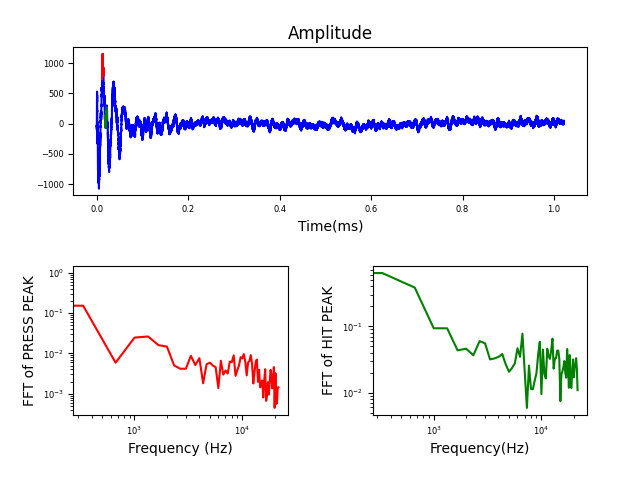 Amplitude
1000
500
0
−500
−1000
0.0 0.2 0.4 0.6 0.8 1.0
Time(ms)
FFT of PRESS PEAK
10⁰
10⁻¹
10⁻²
10⁻³
10³ 10⁴
Frequency (Hz)
FFT of HIT PEAK
10⁻¹
10⁻²
10³ 10⁴
Frequency(Hz)